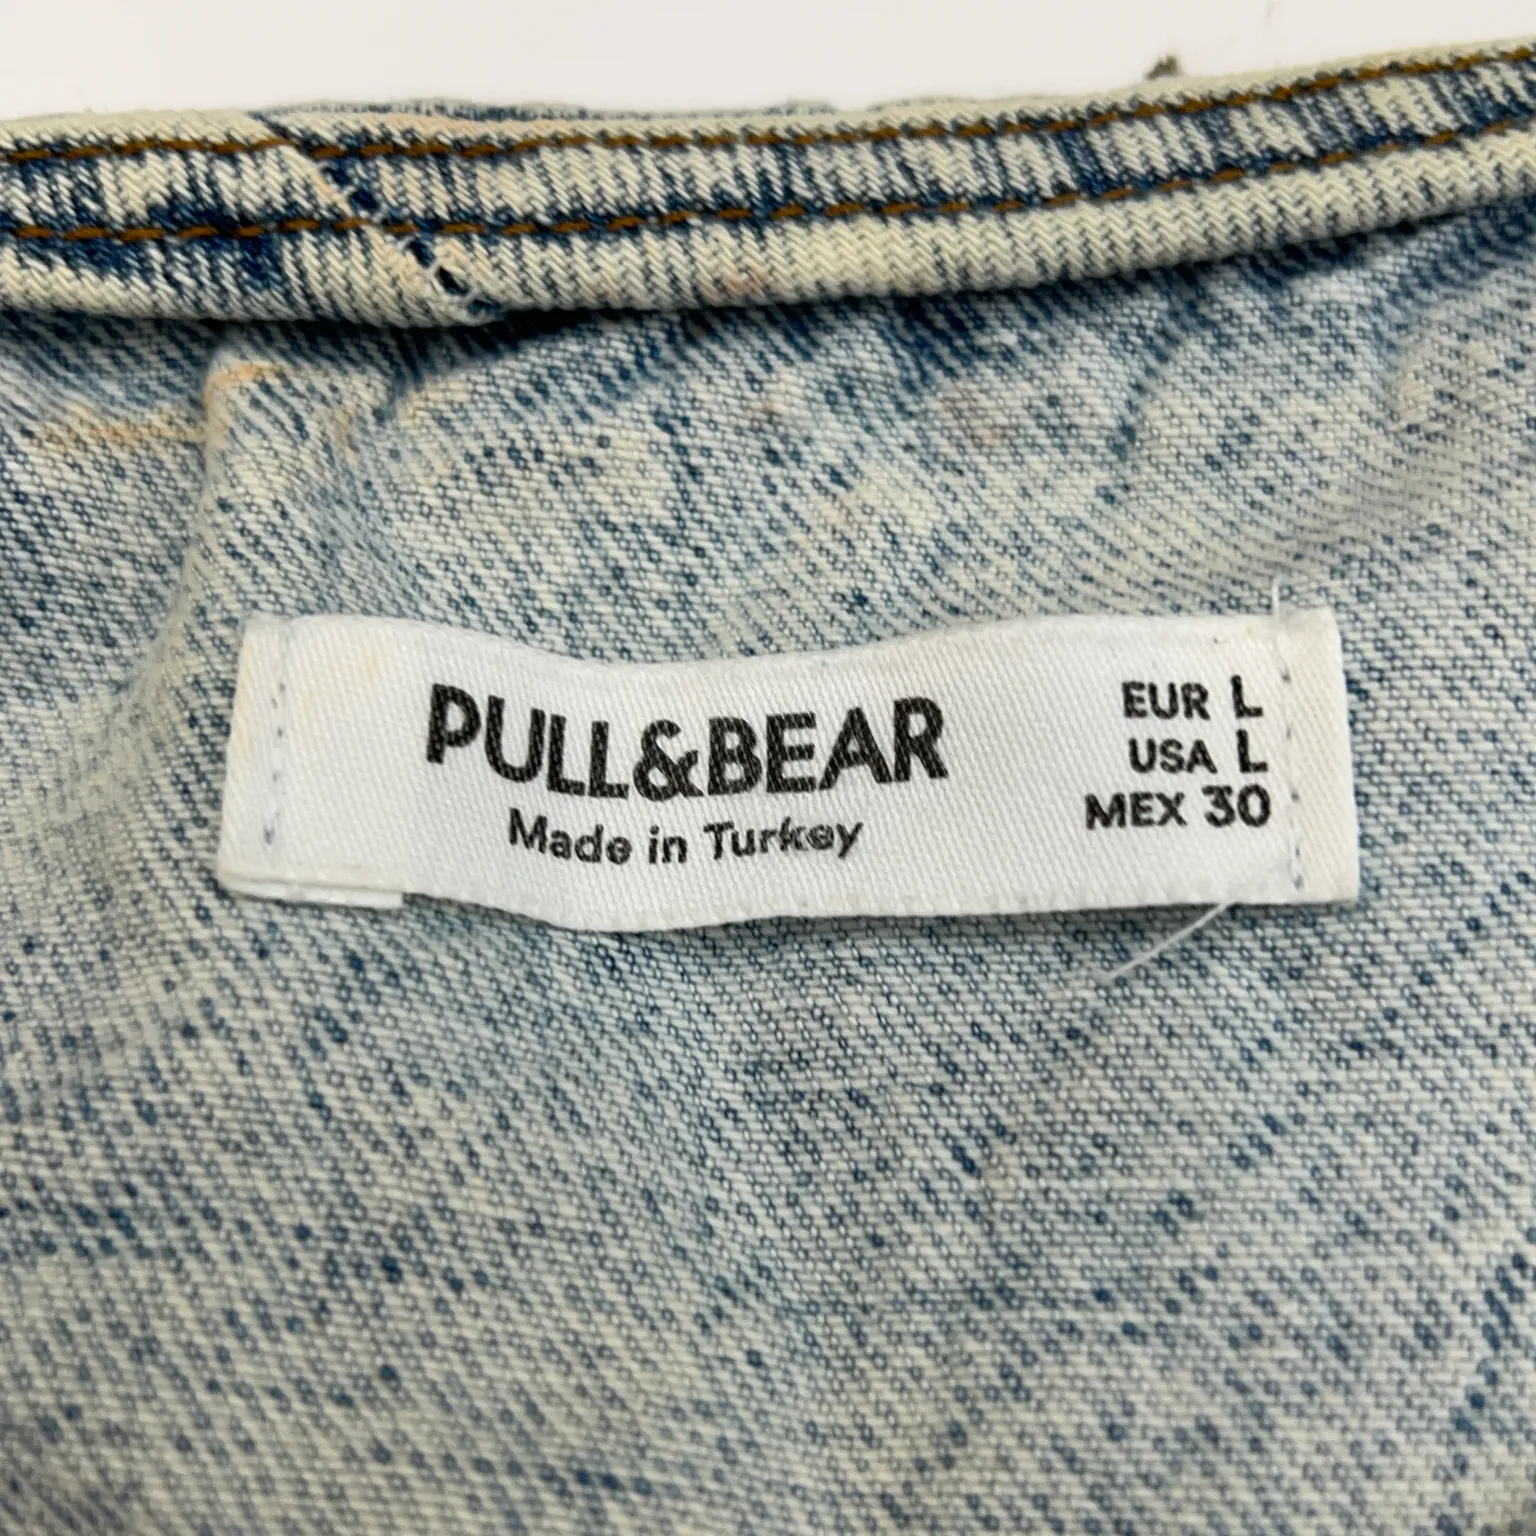 PULL&BEAR
Made in Turkey
EUR L
USA L
MEX 30